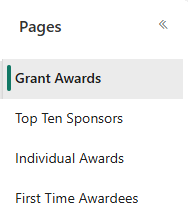 Pages
Grant Awards
Top Ten Sponsors
Individual Awards
First Time Awardees